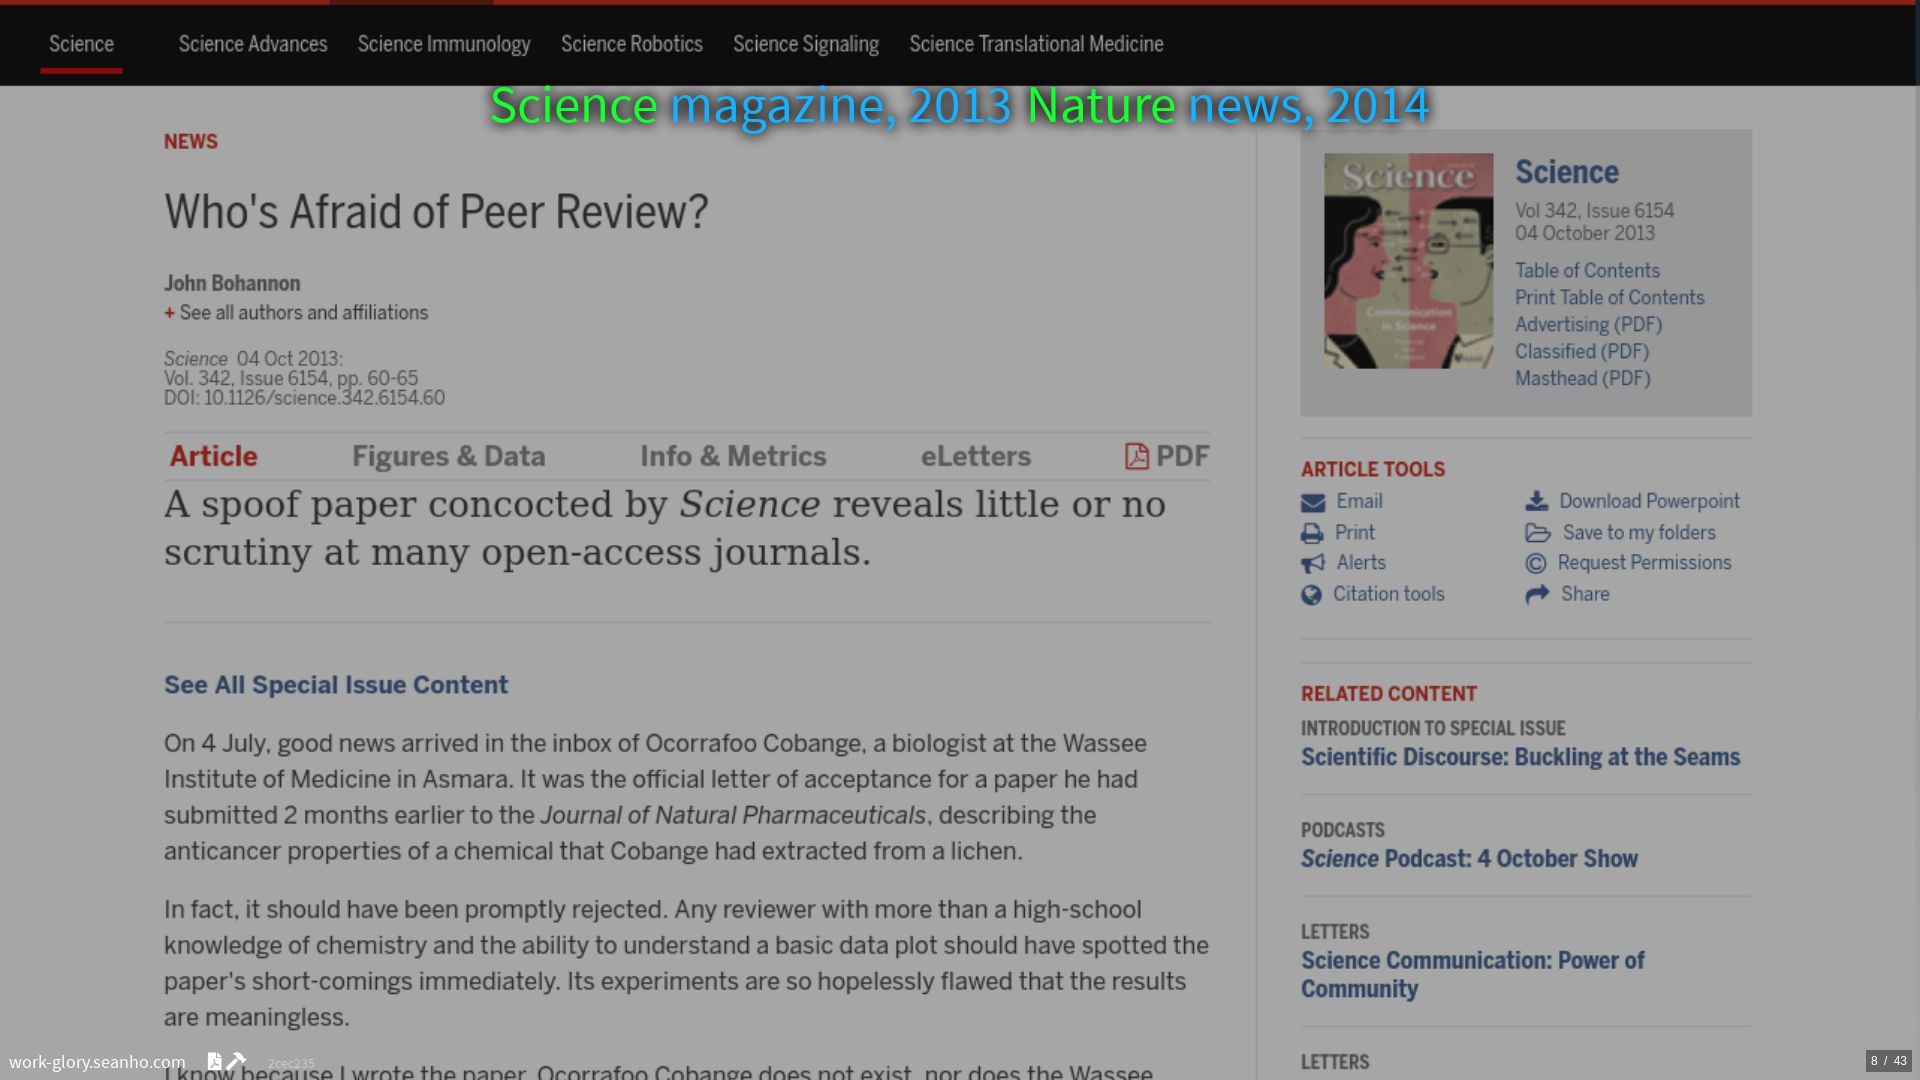 Science Science Advances Science Immunology Science Robotics Science Signaling Science Translational Medicine
Science magazine, 2013 Nature news, 2014
NEWS
Who's Afraid of Peer Review?
John Bohannon
+ See all authors and affiliations
Science 04 Oct 2013:
Vol. 342, Issue 6154, pp. 60-65
DOI: 10.1126/science.342.6154.60
Article Figures & Data Info & Metrics eLetters PDF
A spoof paper concocted by Science reveals little or no
scrutiny at many open-access journals.
See All Special Issue Content
On 4 July, good news arrived in the inbox of Ocorrafoo Cobange, a biologist at the Wassee
Institute of Medicine in Asmara. It was the official letter of acceptance for a paper he had
submitted 2 months earlier to the Journal of Natural Pharmaceuticals, describing the
anticancer properties of a chemical that Cobange had extracted from a lichen.
In fact, it should have been promptly rejected. Any reviewer with more than a high-school
knowledge of chemistry and the ability to understand a basic data plot should have spotted the
paper's short-comings immediately. Its experiments are so hopelessly flawed that the results
are meaningless.
I know because I wrote the paper. Ocorrafoo Cobange does not exist, nor does the Wassee
Science
Communication
in Science
Science
Vol 342, Issue 6154
04 October 2013
Table of Contents
Print Table of Contents
Advertising (PDF)
Classified (PDF)
Masthead (PDF)
ARTICLE TOOLS
Email Download Powerpoint
Print Save to my folders
Alerts Request Permissions
Citation tools Share
RELATED CONTENT
INTRODUCTION TO SPECIAL ISSUE
Scientific Discourse: Buckling at the Seams
PODCASTS
Science Podcast: 4 October Show
LETTERS
Science Communication: Power of
Community
LETTERS
work-glory.seanho.com 2cec235
8 / 43